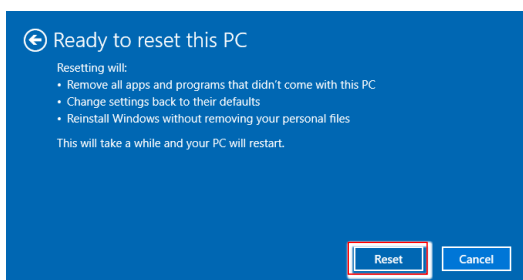 Ready to reset this PC
Resetting will:
• Remove all apps and programs that didn't come with this PC
• Change settings back to their defaults
• Reinstall Windows without removing your personal files
This will take a while and your PC will restart.
Reset Cancel